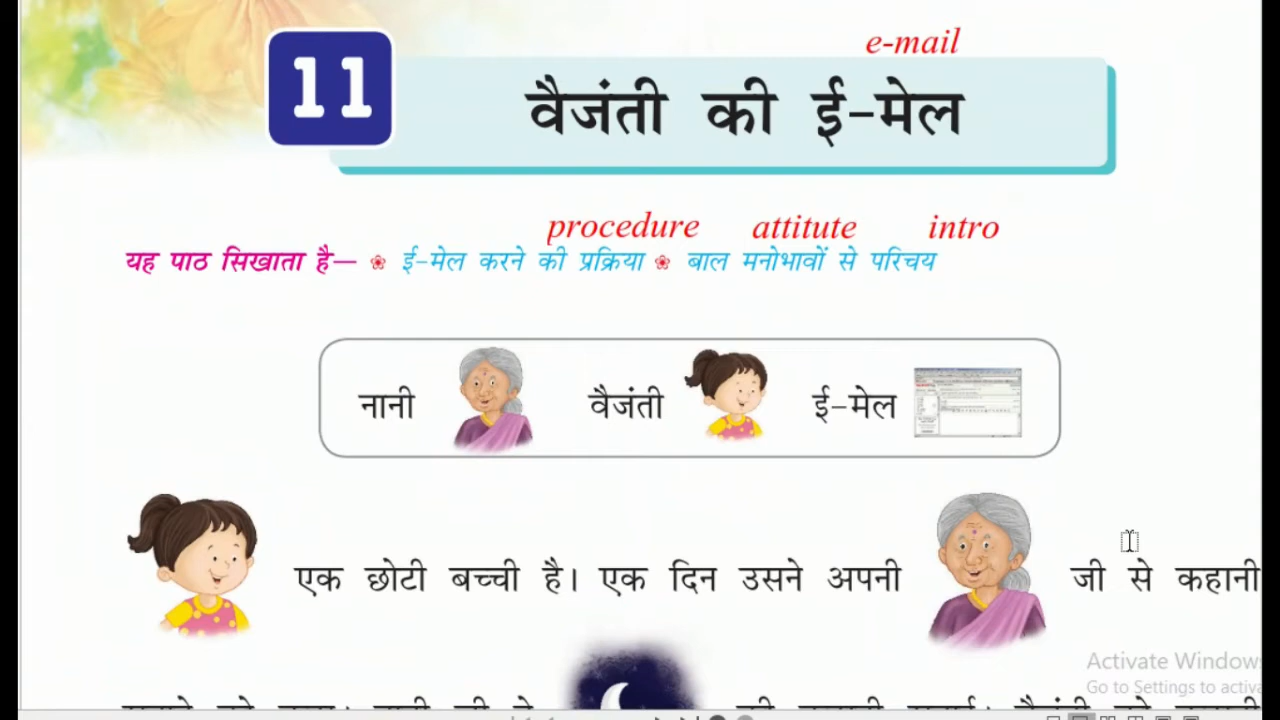 e-mail
11
वैजंती की ई-मेल
procedure attitute intro
यह पाठ सिखाता है— ई-मेल करने की प्रक्रिया बाल मनोभावों से परिचय
नानी वैजंती ई-मेल
एक छोटी बच्ची है। एक दिन उसने अपनी जी से कहानी
Activate Window
Go to Settings to activa